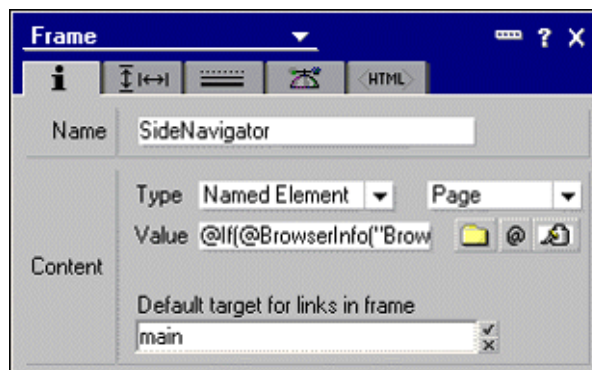 Frame ?
i HTML
Name SideNavigator
Type Named Element Page
Value @If(@BrowserInfo("Brow @
Content
Default target for links in frame
main